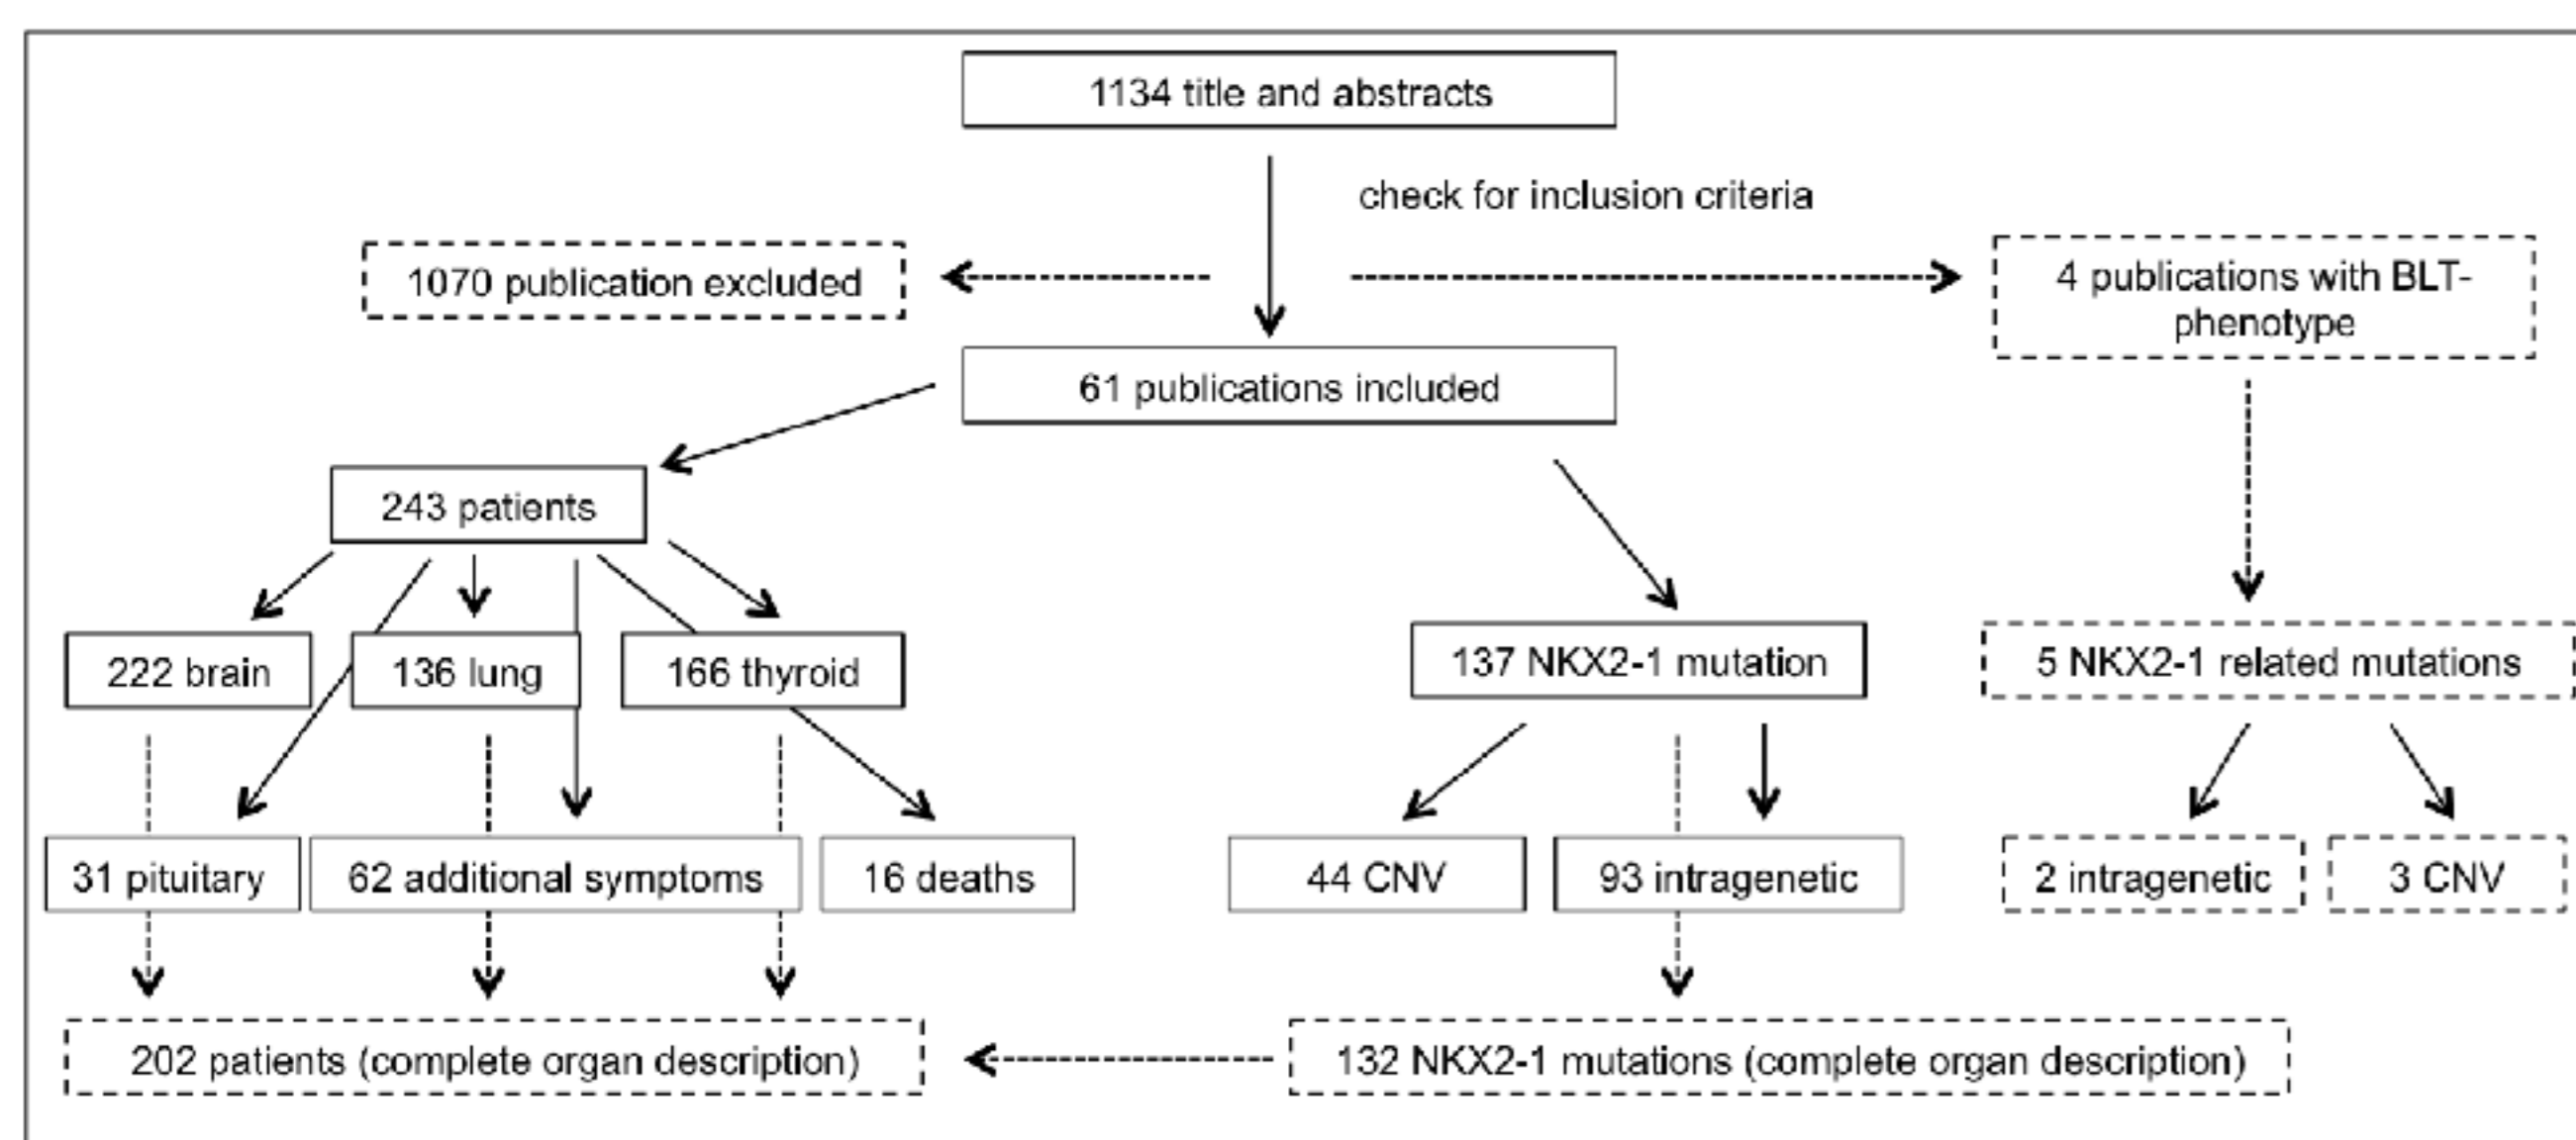 1134 title and abstracts
check for inclusion criteria
1070 publication excluded
4 publications with BLT-
phenotype
61 publications included
243 patients
222 brain
136 lung
166 thyroid
137 NKX2-1 mutation
5 NKX2-1 related mutations
31 pituitary
62 additional symptoms
16 deaths
44 CNV
93 intragenetic
2 intragenetic
3 CNV
202 patients (complete organ description)
132 NKX2-1 mutations (complete organ description)